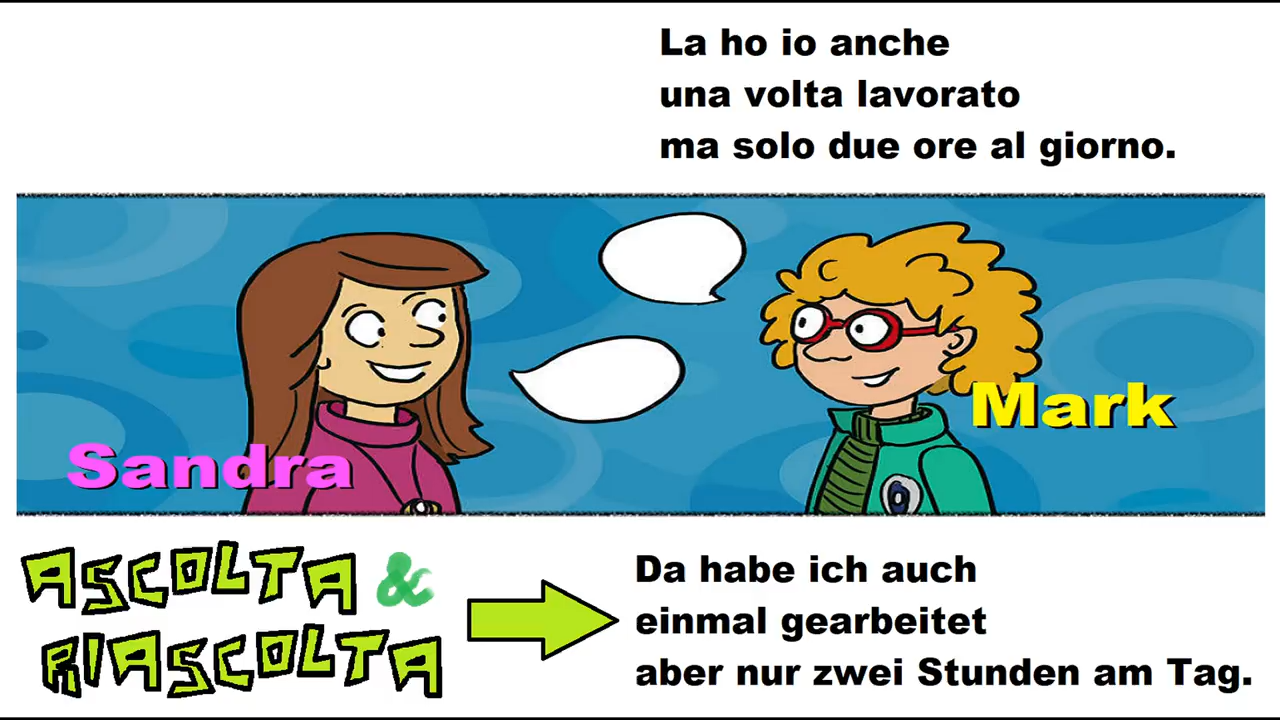 La ho io anche
una volta lavorato
ma solo due ore al giorno.
Sandra
Mark
ASCOLTA &
RIASCOLTA
Da habe ich auch
einmal gearbeitet
aber nur zwei Stunden am Tag.